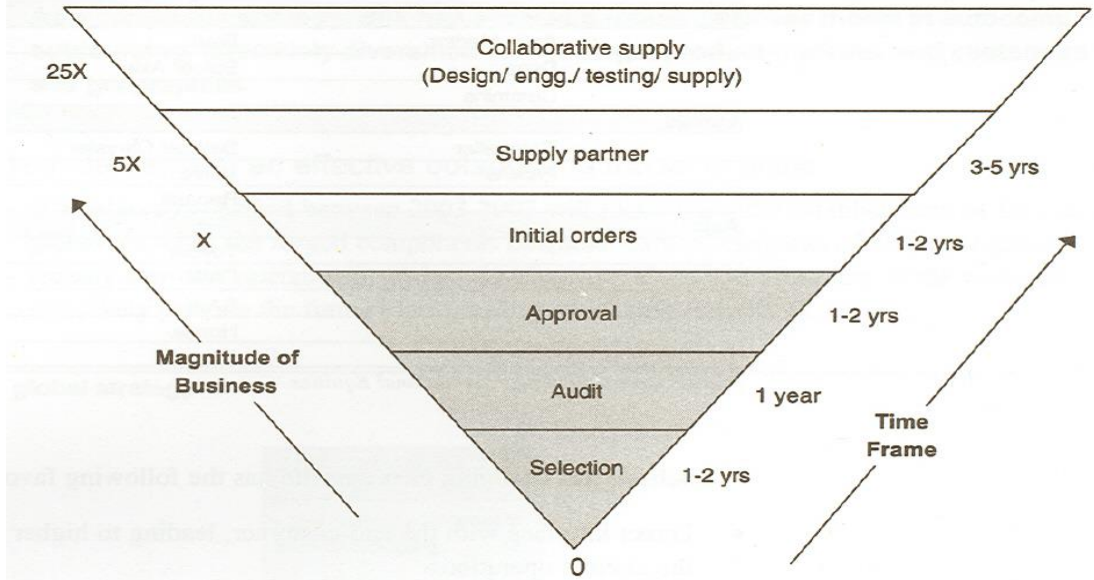 Collaborative supply
(Design/ engg./ testing/ supply)
25X
Supply partner
5X
3-5 yrs
Initial orders
X
1-2 yrs
Approval
1-2 yrs
Magnitude of
Business
Audit
1 year
Time
Frame
Selection
1-2 yrs
0